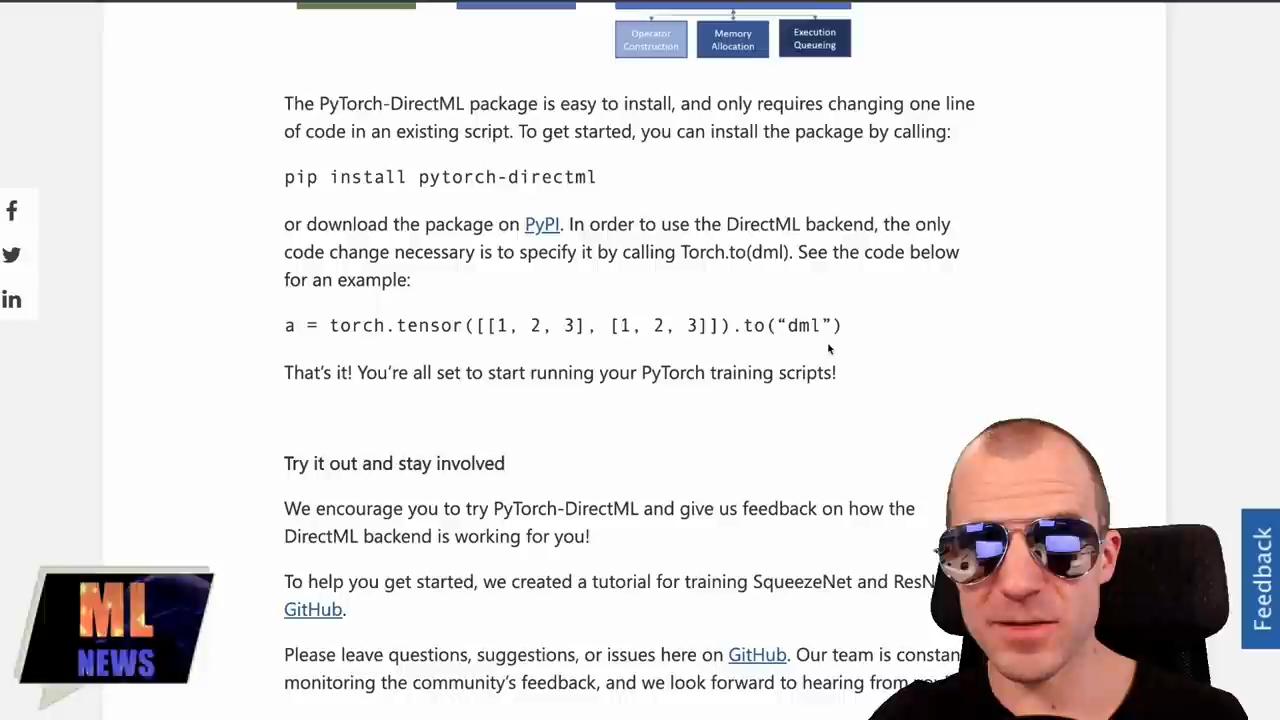 Operator
Construction
Memory
Allocation
Execution
Queueing
The PyTorch-DirectML package is easy to install, and only requires changing one line
of code in an existing script. To get started, you can install the package by calling:
pip install pytorch-directml
or download the package on PyPI. In order to use the DirectML backend, the only
code change necessary is to specify it by calling Torch.to(dml). See the code below
for an example:
a = torch.tensor([[1, 2, 3], [1, 2, 3]]).to(“dml”)
That’s it! You’re all set to start running your PyTorch training scripts!
Try it out and stay involved
We encourage you to try PyTorch-DirectML and give us feedback on how the
DirectML backend is working for you!
To help you get started, we created a tutorial for training SqueezeNet and ResN
GitHub.
Please leave questions, suggestions, or issues here on GitHub. Our team is constan
monitoring the community’s feedback, and we look forward to hearing from
f
in
Feedback
ML
NEWS